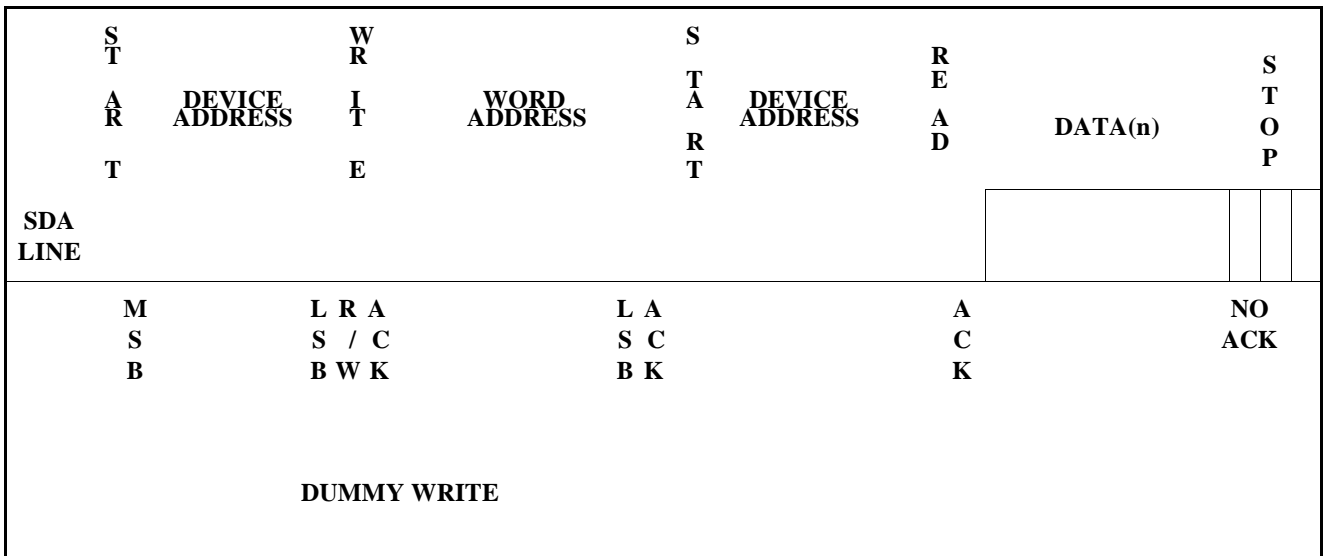 START
DEVICE
ADDRESS
WRITE
WORD
ADDRESS
START
DEVICE
ADDRESS
READ
DATA(n)
STOP
SDA
LINE
MSB
LSB
R/W
ACK
LSB
ACK
ACK
NO
ACK
DUMMY WRITE